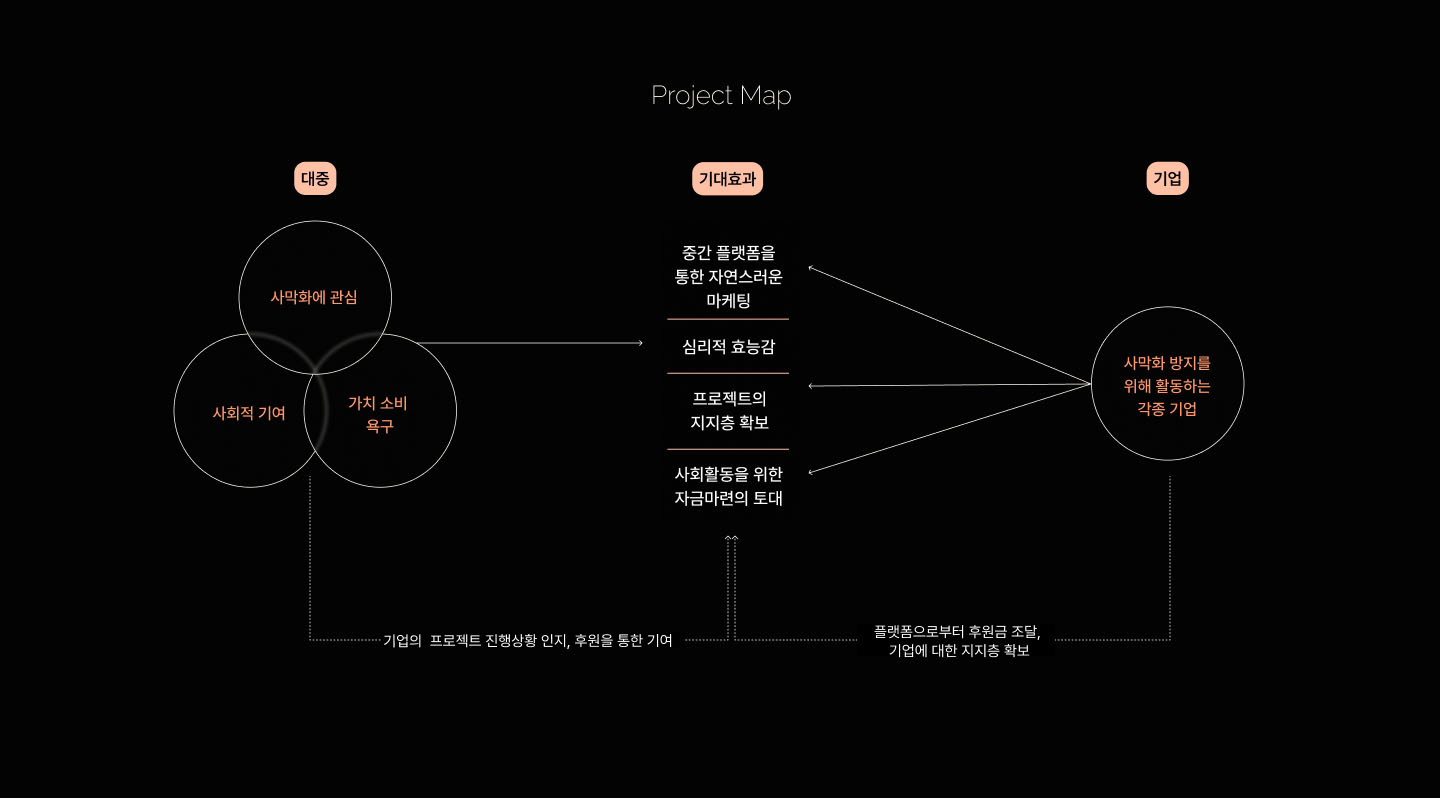 Project Map
대중
기대효과
기업
사막화에 관심
사회적 기여
가치 소비
욕구
중간 플랫폼을
통한 자연스러운
마케팅
심리적 효능감
프로젝트의
지지층 확보
사회활동을 위한
자금마련의 토대
사막화 방지를
위해 활동하는
각종 기업
기업의  프로젝트 진행상황 인지, 후원을 통한 기여
플랫폼으로부터 후원금 조달,
기업에 대한 지지층 확보